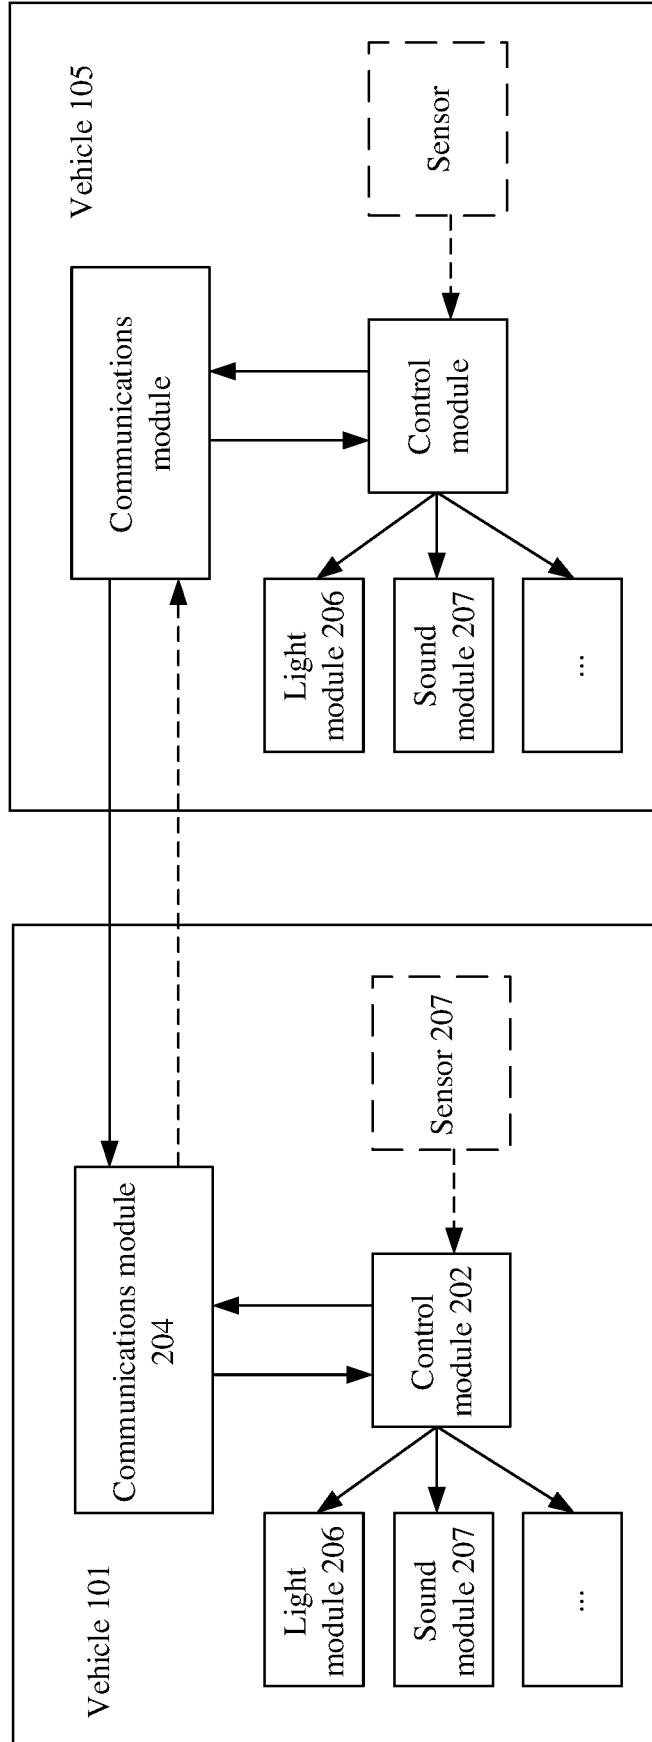 Vehicle 101
Communications module
204
Light
module 206
Sound
module 207
...
Control
module 202
Sensor 207
Vehicle 105
Communications
module
Light
module 206
Sound
module 207
...
Control
module
Sensor